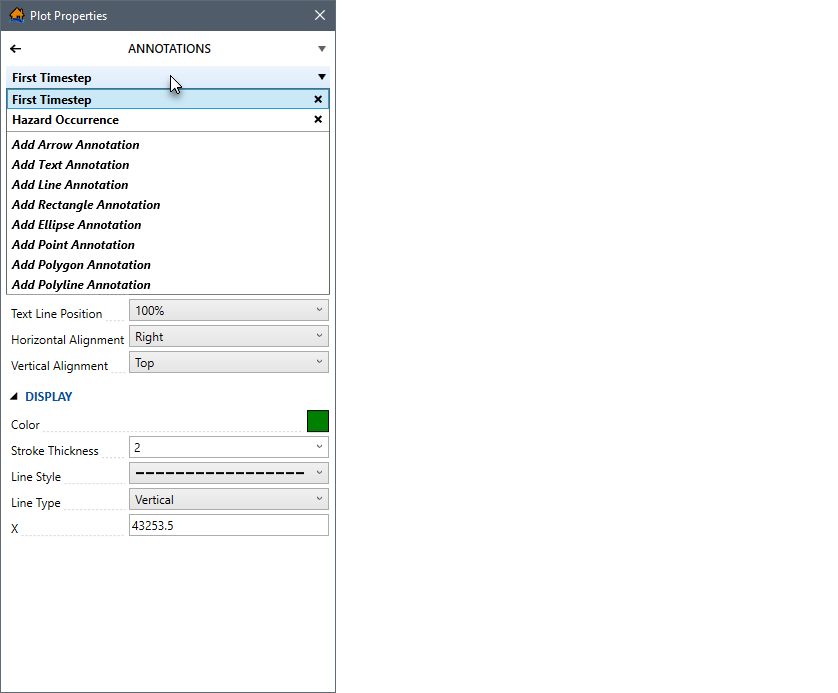 Plot Properties
ANNOTATIONS
First Timestep
First Timestep
Hazard Occurrence
Add Arrow Annotation
Add Text Annotation
Add Line Annotation
Add Rectangle Annotation
Add Ellipse Annotation
Add Point Annotation
Add Polygon Annotation
Add Polyline Annotation
Text Line Position 100%
Horizontal Alignment Right
Vertical Alignment Top
DISPLAY
Color
Stroke Thickness 2
Line Style
Line Type Vertical
X 43253.5